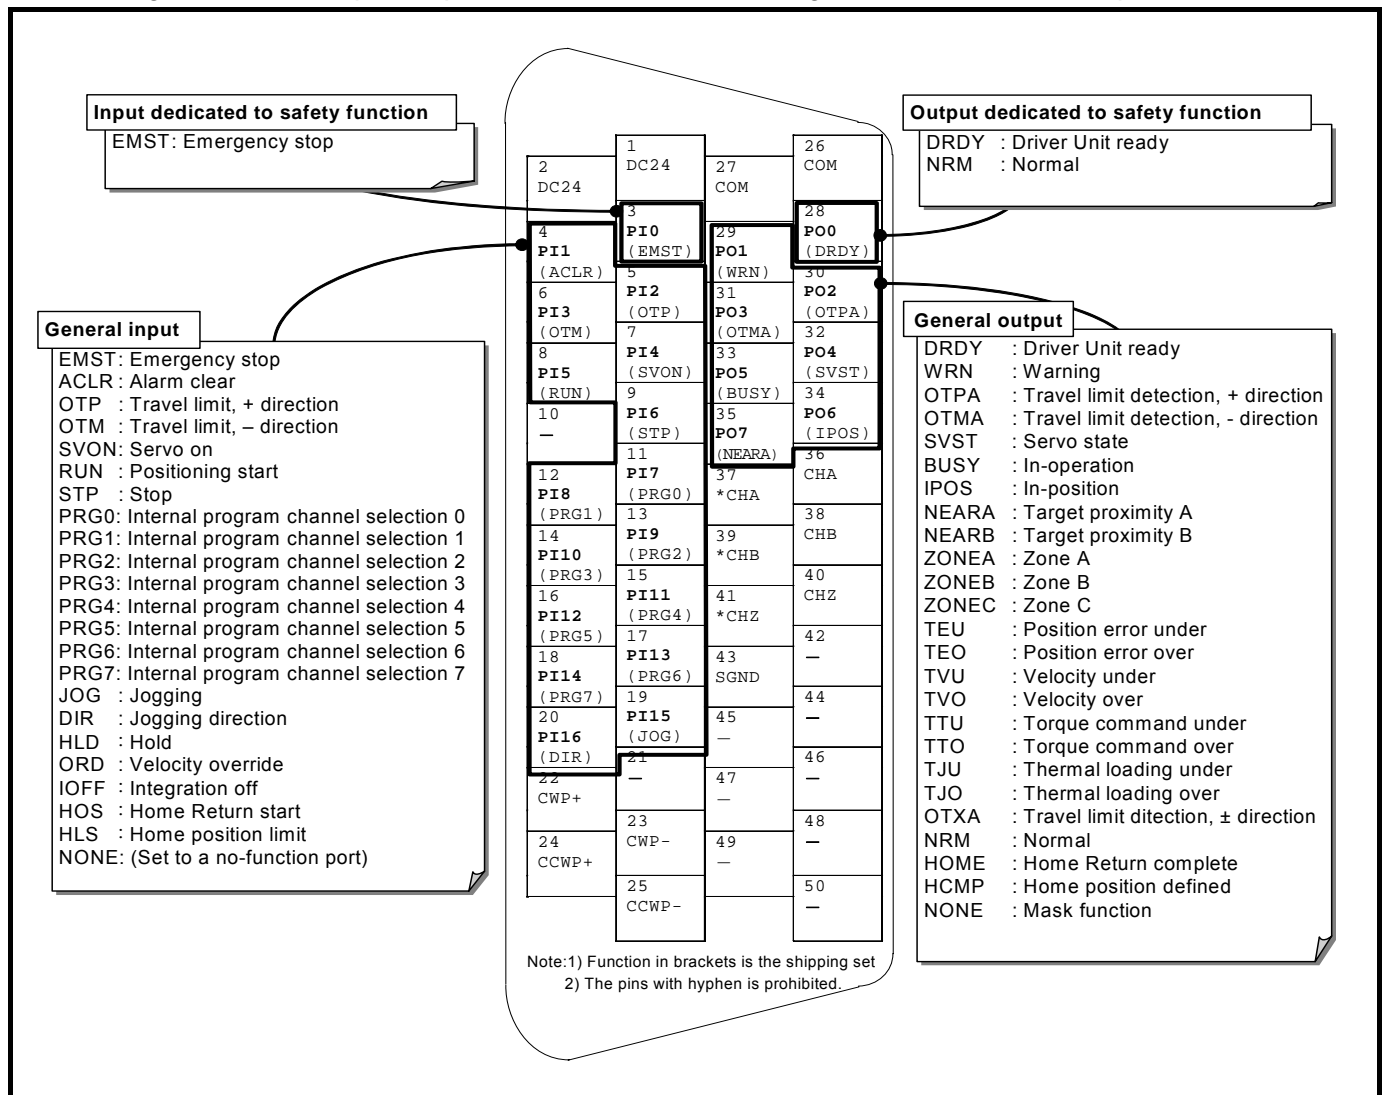 Input dedicated to safety function
EMST: Emergency stop
Output dedicated to safety function
DRDY : Driver Unit ready
NRM : Normal
General input
EMST: Emergency stop
ACLR : Alarm clear
OTP : Travel limit, + direction
OTM : Travel limit, – direction
SVON: Servo on
RUN : Positioning start
STP : Stop
PRG0: Internal program channel selection 0
PRG1: Internal program channel selection 1
PRG2: Internal program channel selection 2
PRG3: Internal program channel selection 3
PRG4: Internal program channel selection 4
PRG5: Internal program channel selection 5
PRG6: Internal program channel selection 6
PRG7: Internal program channel selection 7
JOG : Jogging
DIR : Jogging direction
HLD : Hold
ORD : Velocity override
IOFF : Integration off
HOS : Home Return start
HLS : Home position limit
NONE: (Set to a no-function port)
2
DC24
4
PI1
(ACLR)
6
PI3
(OTM)
8
PI5
(RUN)
10
—
12
PI8
(PRG1)
14
PI10
(PRG3)
16
PI12
(PRG5)
18
PI14
(PRG7)
20
PI16
(DIR)
22
CWP+
24
CCWP+
1
DC24
3
PI0
(EMST)
5
PI2
(OTP)
7
PI4
(SVON)
9
PI6
(STP)
11
PI7
(PRG0)
13
PI9
(PRG2)
15
PI11
(PRG4)
17
PI13
(PRG6)
19
PI15
(JOG)
21
—
23
CWP-
25
CCWP-
27
COM
29
PO1
(WRN)
31
PO3
(OTMA)
33
PO5
(BUSY)
35
PO7
(NEARA)
37
*CHA
39
*CHB
41
*CHZ
43
SGND
45
—
47
—
49
—
26
COM
28
PO0
(DRDY)
30
PO2
(OTPA)
32
PO4
(SVST)
34
PO6
(IPOS)
36
CHA
38
CHB
40
CHZ
42
—
44
—
46
—
48
—
50
—
General output
DRDY : Driver Unit ready
WRN : Warning
OTPA : Travel limit detection, + direction
OTMA : Travel limit detection, - direction
SVST : Servo state
BUSY : In-operation
IPOS : In-position
NEARA : Target proximity A
NEARB : Target proximity B
ZONEA : Zone A
ZONEB : Zone B
ZONEC : Zone C
TEU : Position error under
TEO : Position error over
TVU : Velocity under
TVO : Velocity over
TTU : Torque command under
TTO : Torque command over
TJU : Thermal loading under
TJO : Thermal loading over
OTXA : Travel limit ditection, ± direction
NRM : Normal
HOME : Home Return complete
HCMP : Home position defined
NONE : Mask function
Note:1) Function in brackets is the shipping set
2) The pins with hyphen is prohibited.